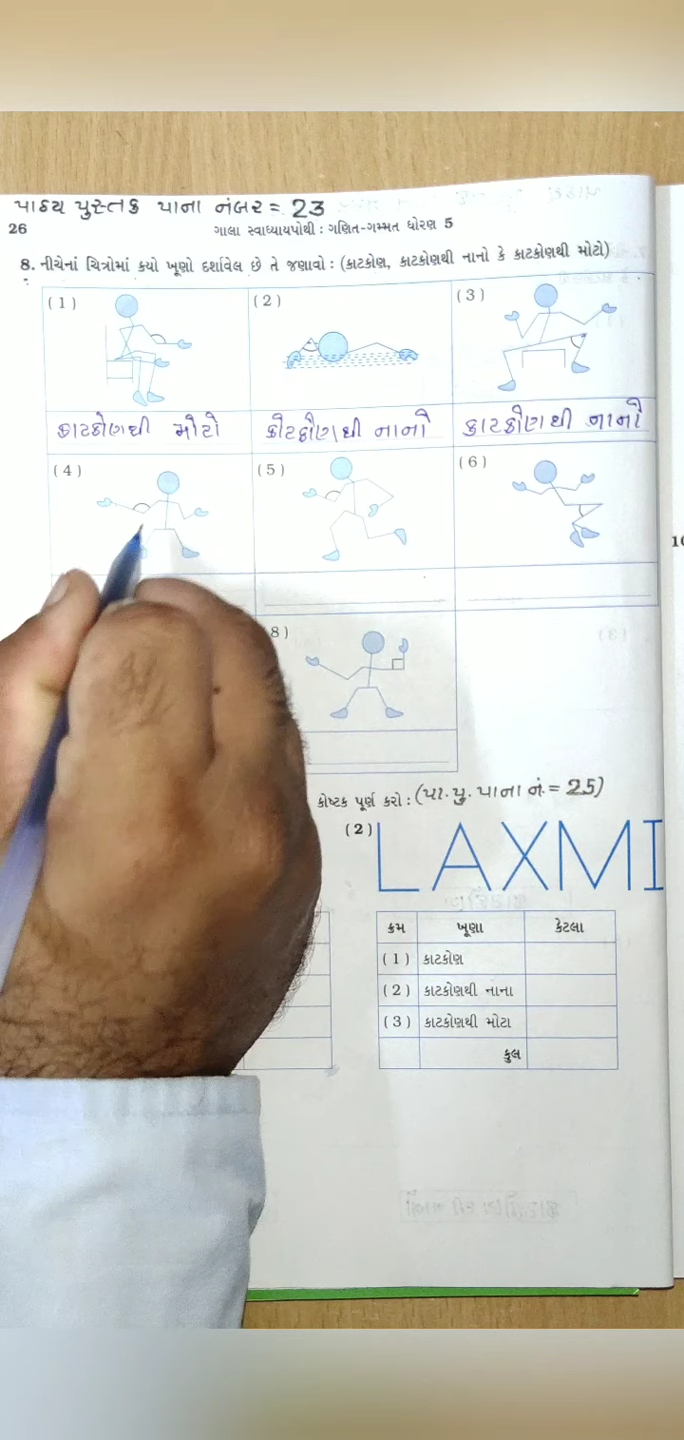 પાઠ્ય પુસ્તક પાના નંબર = 23
26 ગાલા સ્વાધ્યાયપોથી : ગણિત-ગમ્મત ધોરણ 5
8. નીચેનાં ચિત્રોમાં કયો ખૂણો દર્શાવેલ છે તે જણાવો : (કાટકોણ, કાટકોણથી નાનો કે કાટકોણથી મોટો)
(1) (2) (3)
કાટકોણથી મોટો કાટકોણથી નાનો કાટકોણથી નાનો
(4) (5) (6)
8)
કોષ્ટક પૂર્ણ કરો : (પા.પુ. પાના નં. = 25)
(2) LAXMI
ક્રમ ખૂણા કેટલા
(1) કાટકોણ
(2) કાટકોણથી નાના
(3) કાટકોણથી મોટા
કુલ